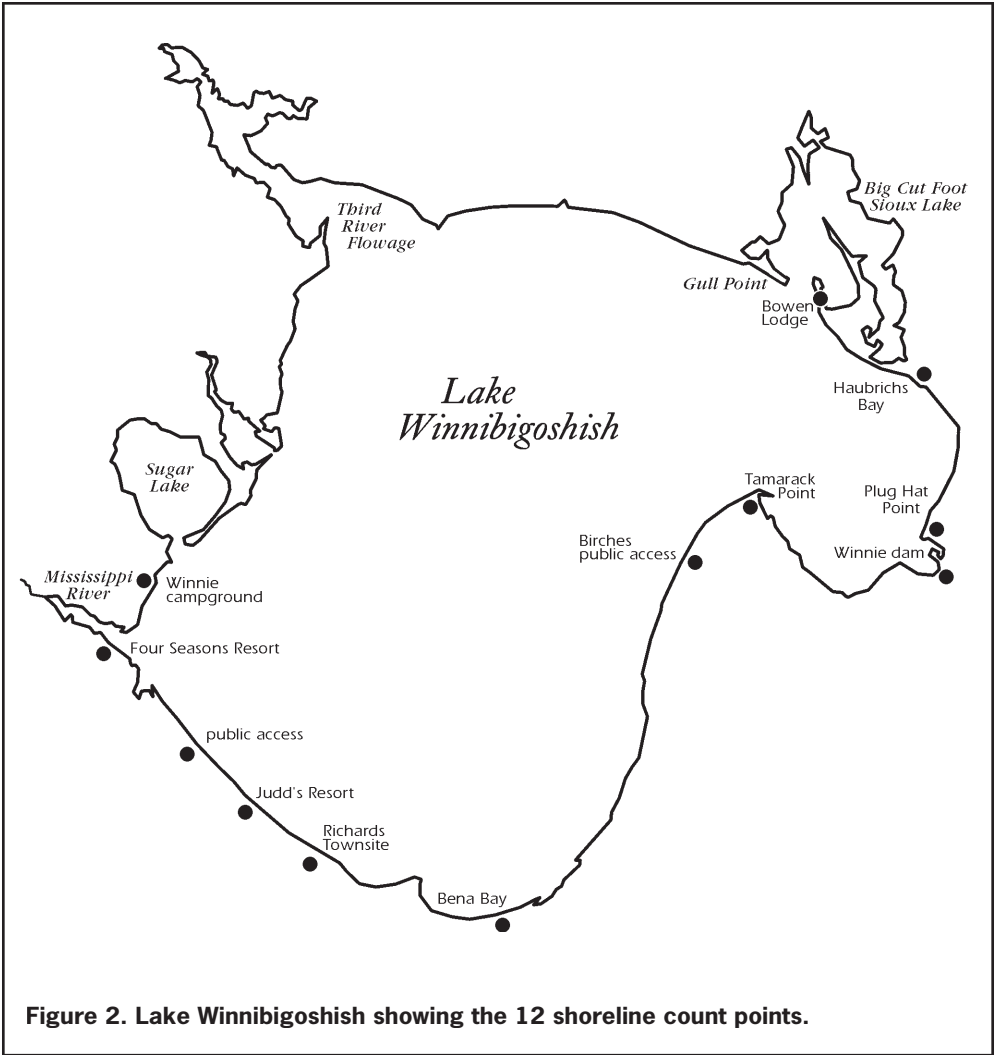 Third
River
Flowage
Big Cut Foot
Sioux Lake
Gull Point
Bowen
Lodge
Haubrichs
Bay
Lake
Winnibigoshish
Sugar
Lake
Tamarack
Point
Plug Hat
Point
Birches
public access
Winnie dam
Mississippi
River
Winnie
campground
Four Seasons Resort
public access
Judd's Resort
Richards
Townsite
Bena Bay
Figure 2. Lake Winnibigoshish showing the 12 shoreline count points.